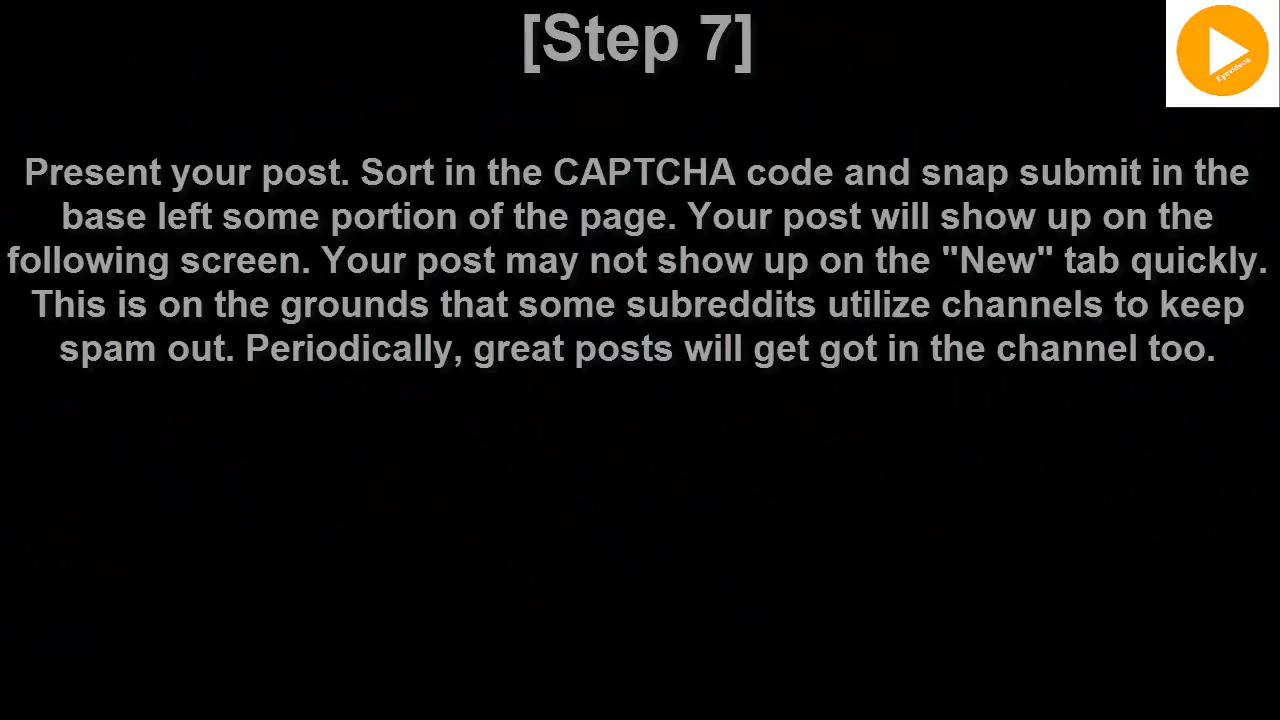 [Step 7]
Eyevideos
Present your post. Sort in the CAPTCHA code and snap submit in the
base left some portion of the page. Your post will show up on the
following screen. Your post may not show up on the "New" tab quickly.
This is on the grounds that some subreddits utilize channels to keep
spam out. Periodically, great posts will get got in the channel too.